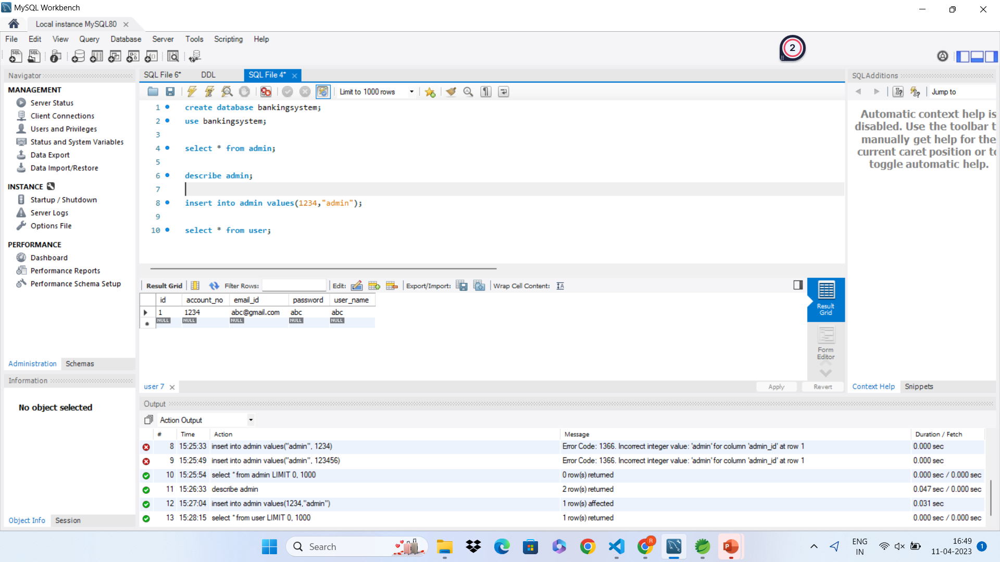 MySQL Workbench
Local instance MySQL80
File Edit View Query Database Server Tools Scripting Help
2
Navigator
MANAGEMENT
Server Status
Client Connections
Users and Privileges
Status and System Variables
Data Export
Data Import/Restore
INSTANCE
Startup / Shutdown
Server Logs
Options File
PERFORMANCE
Dashboard
Performance Reports
Performance Schema Setup
Administration Schemas
Information
No object selected
Object Info Session
SQL File 6* DDL SQL File 4*
Limit to 1000 rows
1 create database bankingsystem;
2 use bankingsystem;
3
4 select * from admin;
5
6 describe admin;
7
8 insert into admin values(1234,"admin");
9
10 select * from user;
Result Grid Filter Rows: Edit: Export/Import: Wrap Cell Content:
id account_no email_id password user_name
1 1234 abc@gmail.com abc abc
NULL NULL NULL NULL NULL
Result
Grid
Form
Editor
user 7 Apply Revert
SQLAdditions
Jump to
Automatic context help is
disabled. Use the toolbar t
manually get help for the
current caret position or to
toggle automatic help.
Context Help Snippets
Output
Action Output
# Time Action Message Duration / Fetch
8 15:25:33 insert into admin values("admin", 1234) Error Code: 1366. Incorrect integer value: 'admin' for column 'admin_id' at row 1 0.000 sec
9 15:25:49 insert into admin values("admin", 123456) Error Code: 1366. Incorrect integer value: 'admin' for column 'admin_id' at row 1 0.000 sec
10 15:25:54 select * from admin LIMIT 0, 1000 0 row(s) returned 0.000 sec / 0.000 sec
11 15:26:33 describe admin 2 row(s) returned 0.047 sec / 0.000 sec
12 15:27:04 insert into admin values(1234,"admin") 1 row(s) affected 0.031 sec
13 15:28:15 select * from user LIMIT 0, 1000 1 row(s) returned 0.000 sec / 0.000 sec
Search
ENG
IN
16:49
11-04-2023
1